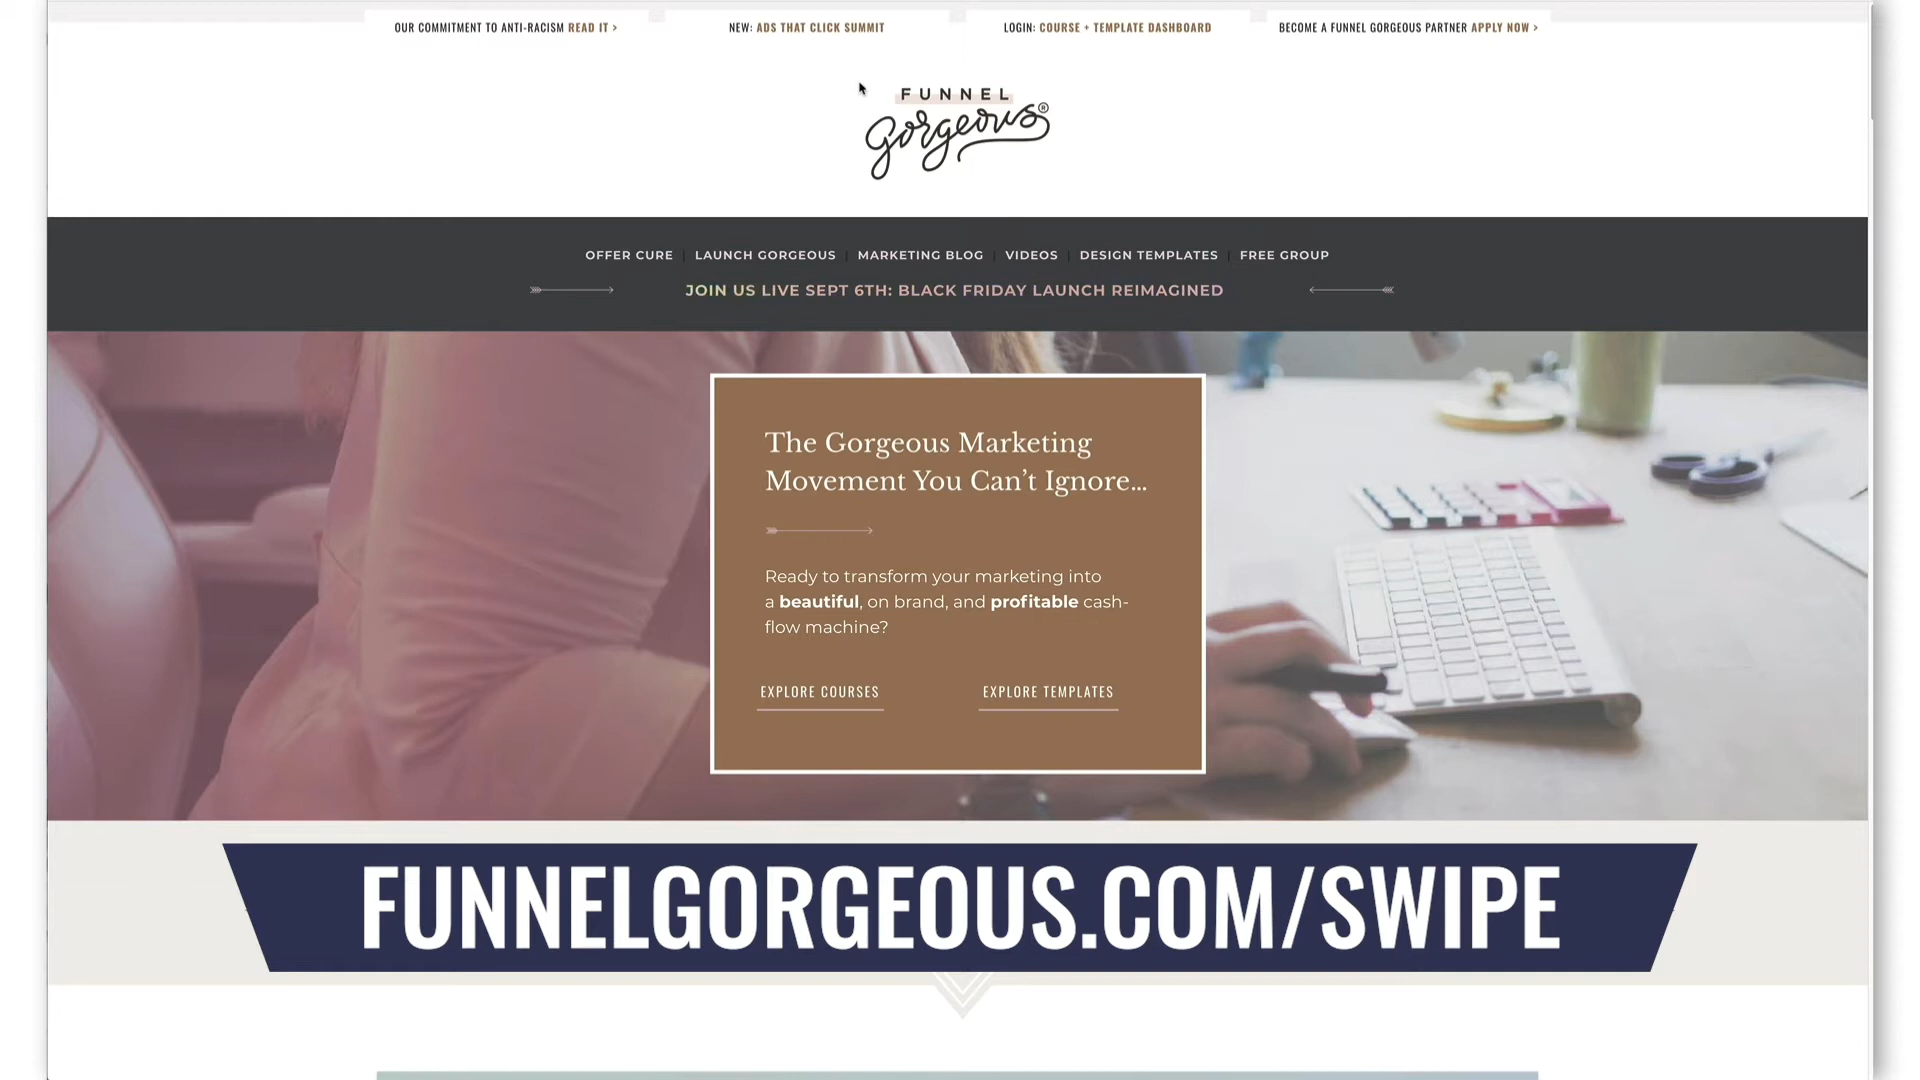 OUR COMMITMENT TO ANTI-RACISM READ IT >
NEW: ADS THAT CLICK SUMMIT
LOGIN: COURSE + TEMPLATE DASHBOARD
BECOME A FUNNEL GORGEOUS PARTNER APPLY NOW >
FUNNEL
gorgeous®
OFFER CURE | LAUNCH GORGEOUS | MARKETING BLOG | VIDEOS | DESIGN TEMPLATES | FREE GROUP
JOIN US LIVE SEPT 6TH: BLACK FRIDAY LAUNCH REIMAGINED
The Gorgeous Marketing
Movement You Can’t Ignore...
Ready to transform your marketing into
a beautiful, on brand, and profitable cash-
flow machine?
EXPLORE COURSES
EXPLORE TEMPLATES
FUNNELGORGEOUS.COM/SWIPE